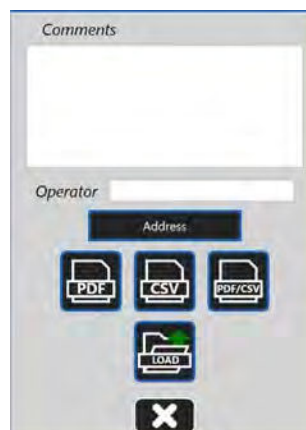 Comments
Operator
Address
PDF CSV PDF/CSV
LOAD